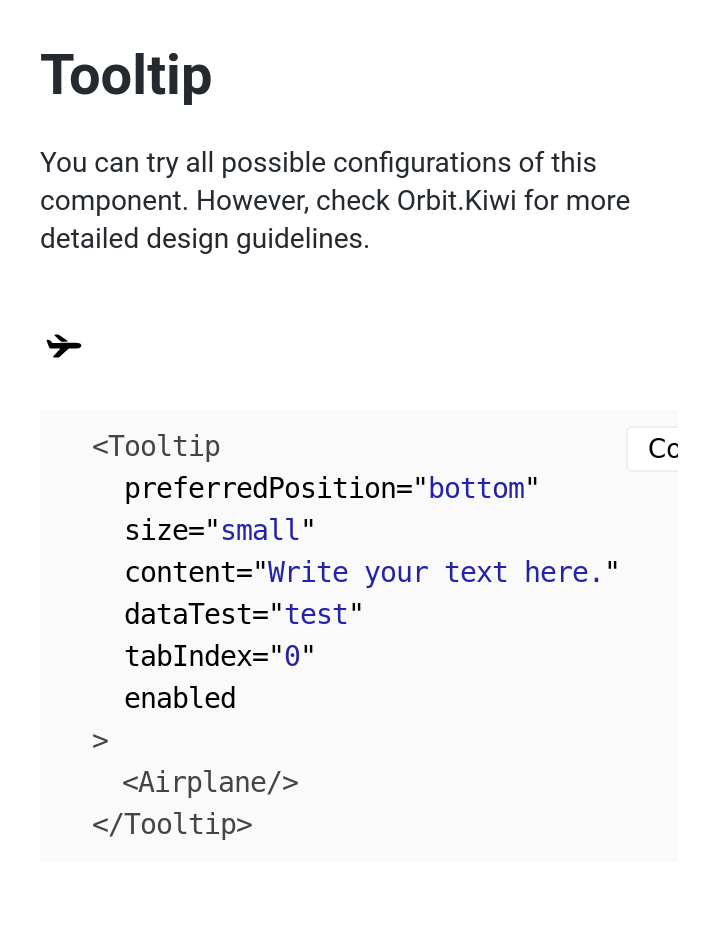 Tooltip
You can try all possible configurations of this
component. However, check Orbit.Kiwi for more
detailed design guidelines.
<Tooltip
Co
preferredPosition="bottom"
size="small"
content="Write your text here."
dataTest="test"
tabIndex="0"
enabled
>
<Airplane/>
</Tooltip>